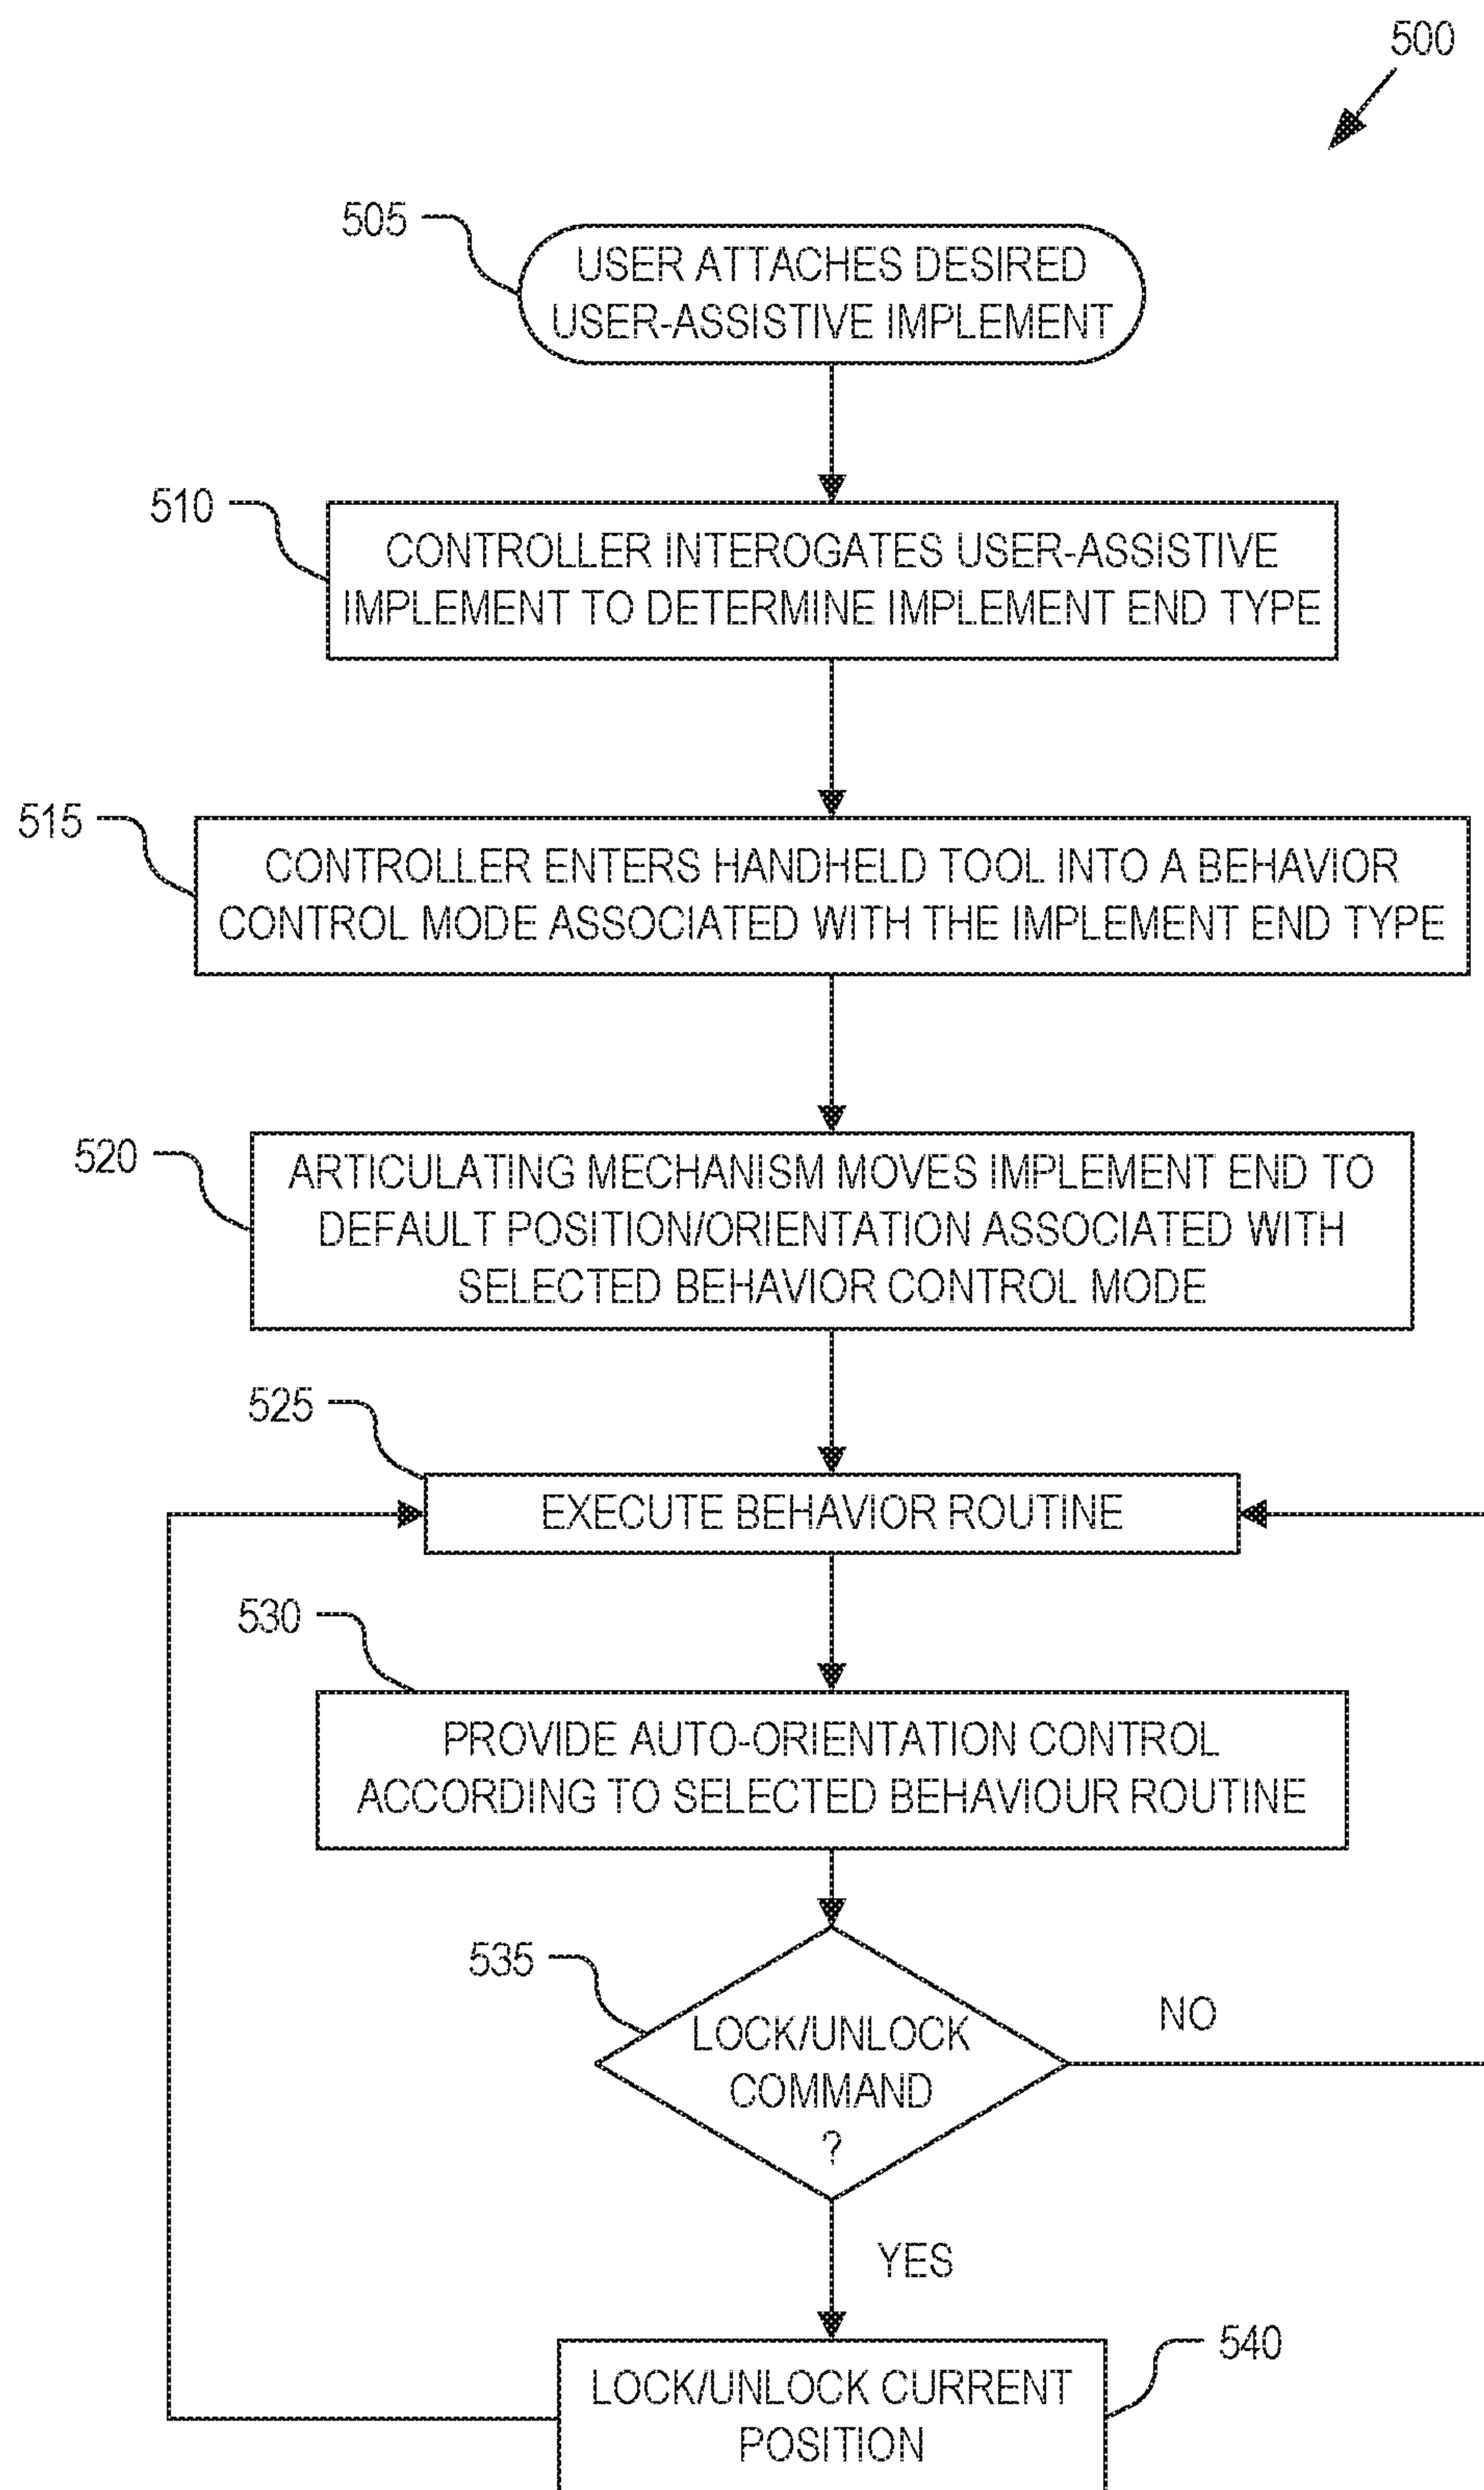 500
505
USER ATTACHES DESIRED
USER-ASSISTIVE IMPLEMENT
510
CONTROLLER INTEROGATES USER-ASSISTIVE
IMPLEMENT TO DETERMINE IMPLEMENT END TYPE
515
CONTROLLER ENTERS HANDHELD TOOL INTO A BEHAVIOR
CONTROL MODE ASSOCIATED WITH THE IMPLEMENT END TYPE
520
ARTICULATING MECHANISM MOVES IMPLEMENT END TO
DEFAULT POSITION/ORIENTATION ASSOCIATED WITH
SELECTED BEHAVIOR CONTROL MODE
525
EXECUTE BEHAVIOR ROUTINE
530
PROVIDE AUTO-ORIENTATION CONTROL
ACCORDING TO SELECTED BEHAVIOUR ROUTINE
535
LOCK/UNLOCK
COMMAND
?
NO
YES
540
LOCK/UNLOCK CURRENT
POSITION